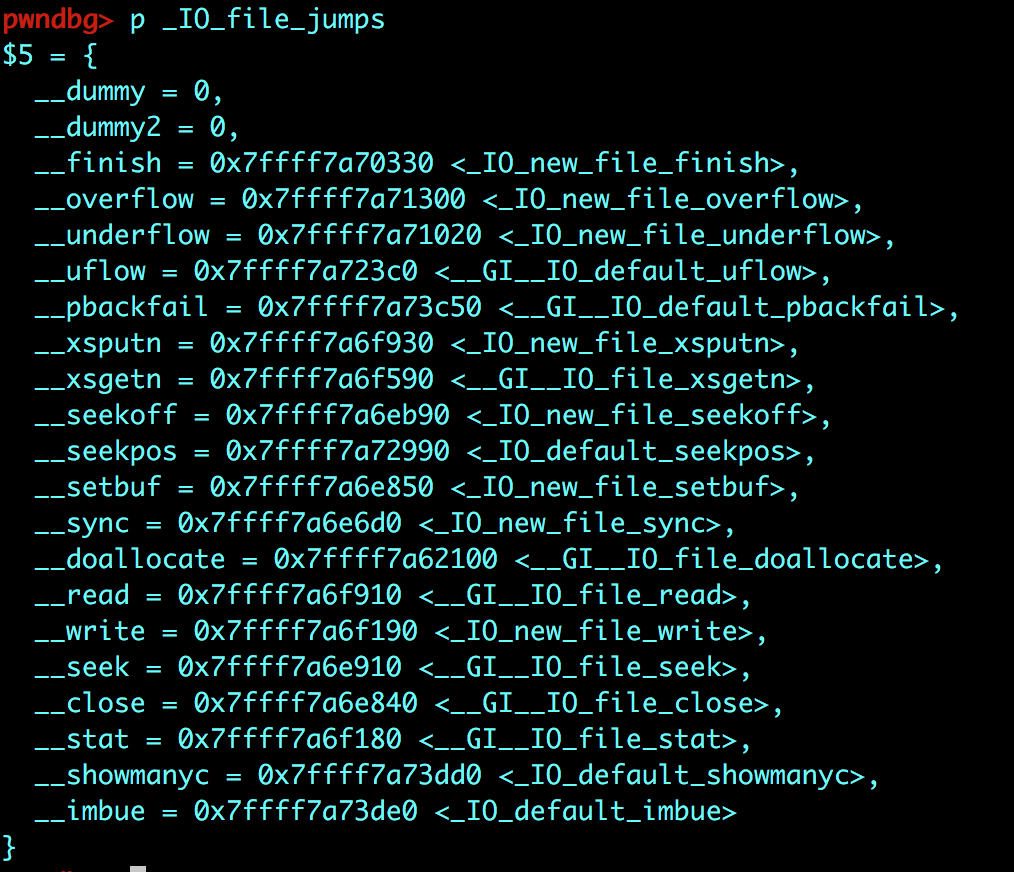 pwndbg> p _IO_file_jumps
$5 = {
  __dummy = 0,
  __dummy2 = 0,
  __finish = 0x7ffff7a70330 <_IO_new_file_finish>,
  __overflow = 0x7ffff7a71300 <_IO_new_file_overflow>,
  __underflow = 0x7ffff7a71020 <_IO_new_file_underflow>,
  __uflow = 0x7ffff7a723c0 <__GI__IO_default_uflow>,
  __pbackfail = 0x7ffff7a73c50 <__GI__IO_default_pbackfail>,
  __xsputn = 0x7ffff7a6f930 <_IO_new_file_xsputn>,
  __xsgetn = 0x7ffff7a6f590 <__GI__IO_file_xsgetn>,
  __seekoff = 0x7ffff7a6eb90 <_IO_new_file_seekoff>,
  __seekpos = 0x7ffff7a72990 <_IO_default_seekpos>,
  __setbuf = 0x7ffff7a6e850 <_IO_new_file_setbuf>,
  __sync = 0x7ffff7a6e6d0 <_IO_new_file_sync>,
  __doallocate = 0x7ffff7a62100 <__GI__IO_file_doallocate>,
  __read = 0x7ffff7a6f910 <__GI__IO_file_read>,
  __write = 0x7ffff7a6f190 <_IO_new_file_write>,
  __seek = 0x7ffff7a6e910 <__GI__IO_file_seek>,
  __close = 0x7ffff7a6e840 <__GI__IO_file_close>,
  __stat = 0x7ffff7a6f180 <__GI__IO_file_stat>,
  __showmanyc = 0x7ffff7a73dd0 <_IO_default_showmanyc>,
  __imbue = 0x7ffff7a73de0 <_IO_default_imbue>
}